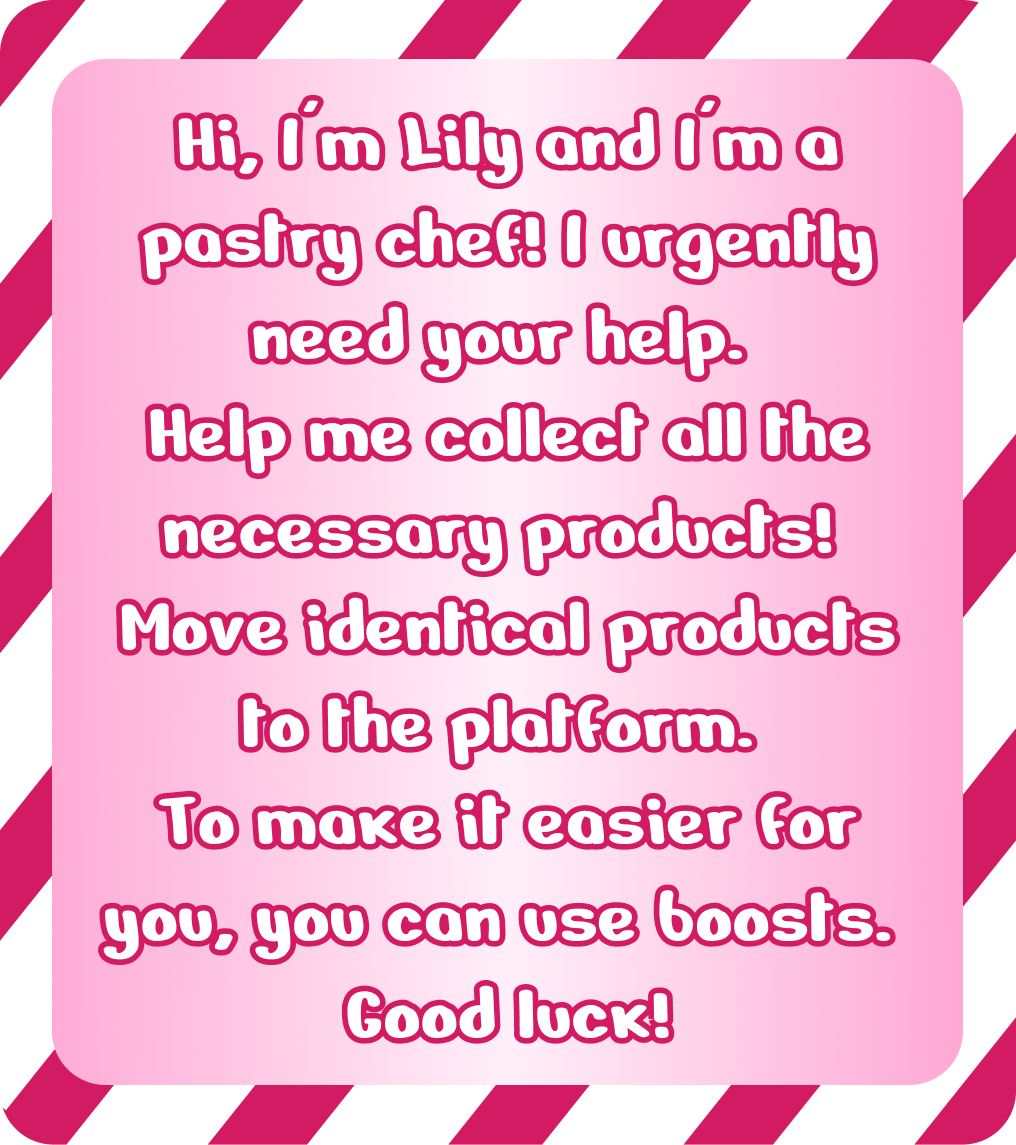 Hi, I´m Lily and I´m a
pastry chef! I urgently
need your help.
Help me collect all the
necessary products!
Move identical products
to the platform.
To make it easier for
you, you can use boosts.
Good luck!